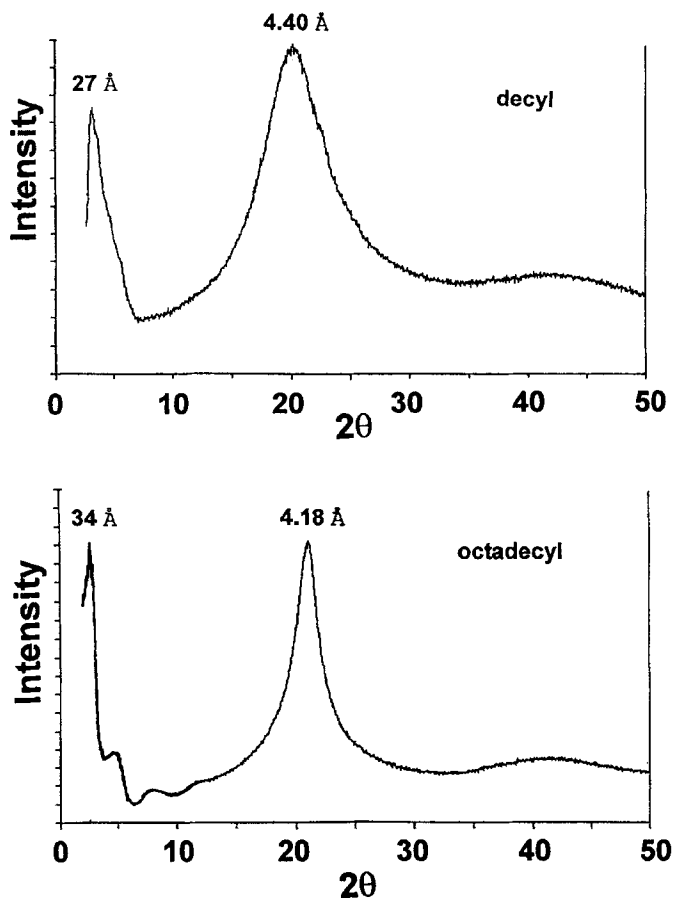 4.40 Å
27 Å
decyl
Intensity
0 10 20 30 40 50
2θ
34 Å
4.18 Å
octadecyl
Intensity
0 10 20 30 40 50
2θ